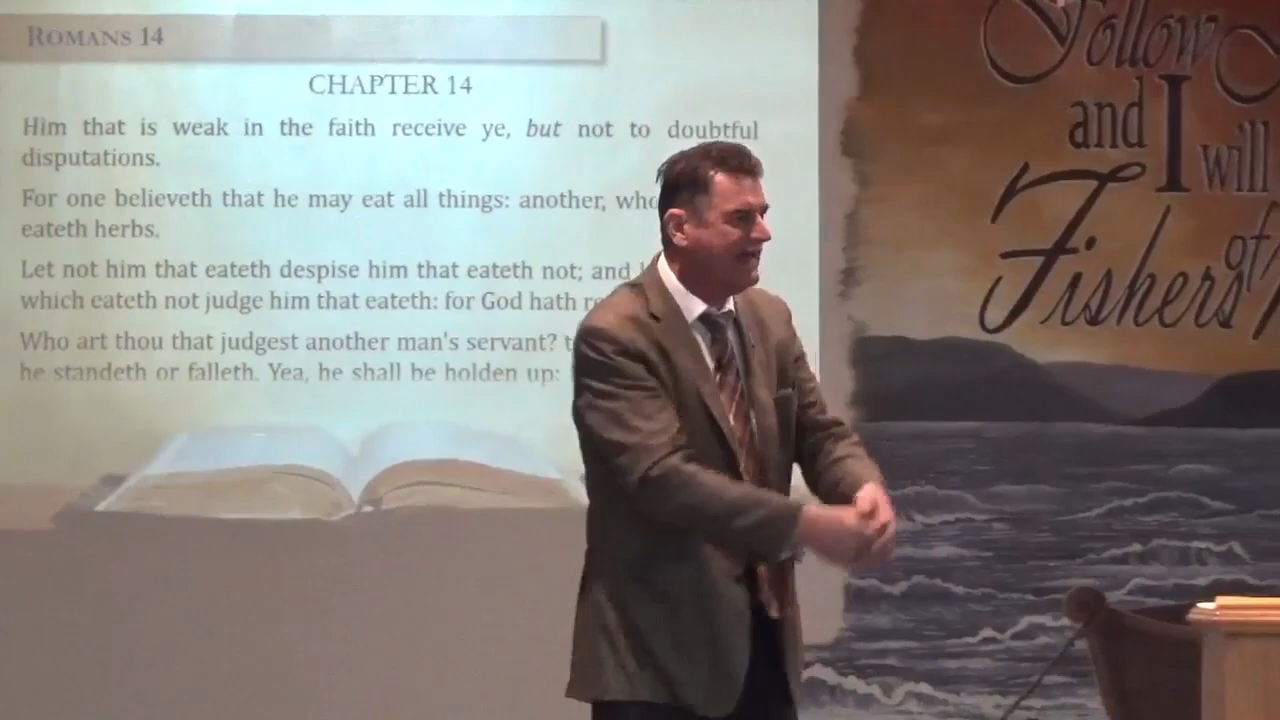 ROMANS 14
CHAPTER 14
Him that is weak in the faith receive ye, but not to doubtful
disputations.
For one believeth that he may eat all things: another, who
eateth herbs.
Let not him that eateth despise him that eateth not; and
which eateth not judge him that eateth: for God hath
Who art thou that judgest another man's servant?
he standeth or falleth. Yea, he shall be holden up:
Follow
and I will
Fishers of